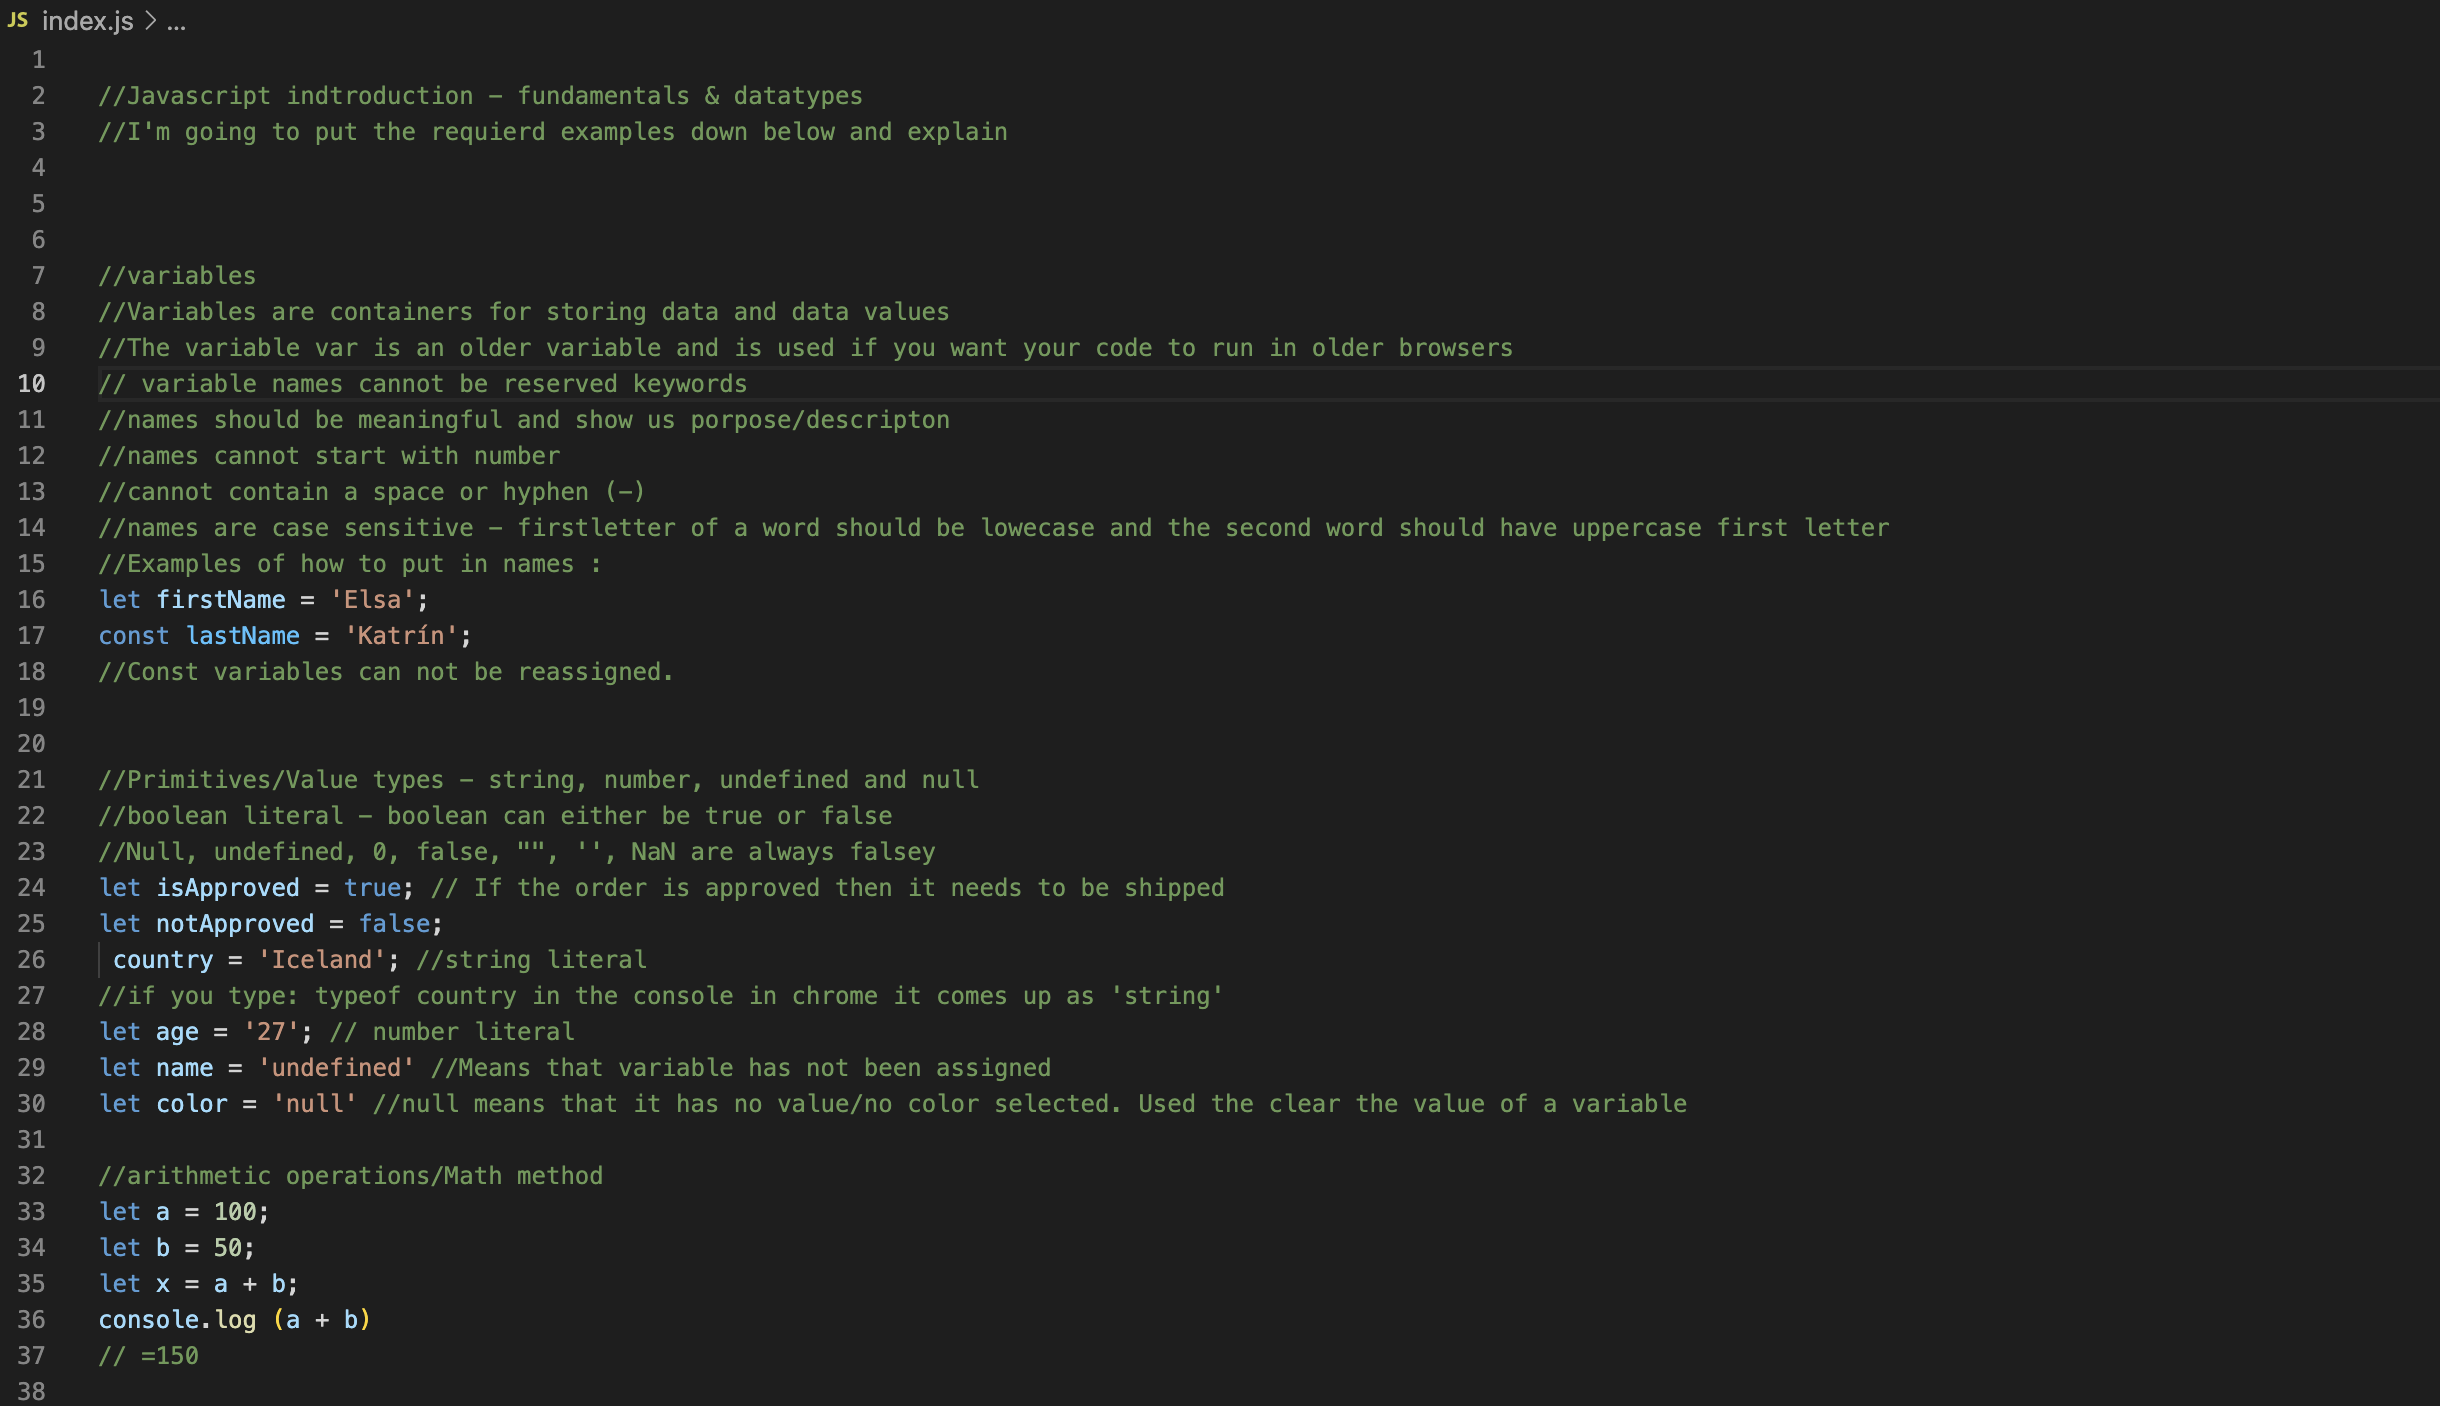 JS index.js > ...
1
2 //Javascript indtroduction - fundamentals & datatypes
3 //I'm going to put the requierd examples down below and explain
4
5
6
7 //variables
8 //Variables are containers for storing data and data values
9 //The variable var is an older variable and is used if you want your code to run in older browsers
10 // variable names cannot be reserved keywords
11 //names should be meaningful and show us porpose/descripton
12 //names cannot start with number
13 //cannot contain a space or hyphen (-)
14 //names are case sensitive - firstletter of a word should be lowecase and the second word should have uppercase first letter
15 //Examples of how to put in names :
16 let firstName = 'Elsa';
17 const lastName = 'Katrín';
18 //Const variables can not be reassigned.
19
20
21 //Primitives/Value types - string, number, undefined and null
22 //boolean literal - boolean can either be true or false
23 //Null, undefined, 0, false, "", '', NaN are always falsey
24 let isApproved = true; // If the order is approved then it needs to be shipped
25 let notApproved = false;
26  country = 'Iceland'; //string literal
27 //if you type: typeof country in the console in chrome it comes up as 'string'
28 let age = '27'; // number literal
29 let name = 'undefined' //Means that variable has not been assigned
30 let color = 'null' //null means that it has no value/no color selected. Used the clear the value of a variable
31
32 //arithmetic operations/Math method
33 let a = 100;
34 let b = 50;
35 let x = a + b;
36 console.log (a + b)
37 // =150
38